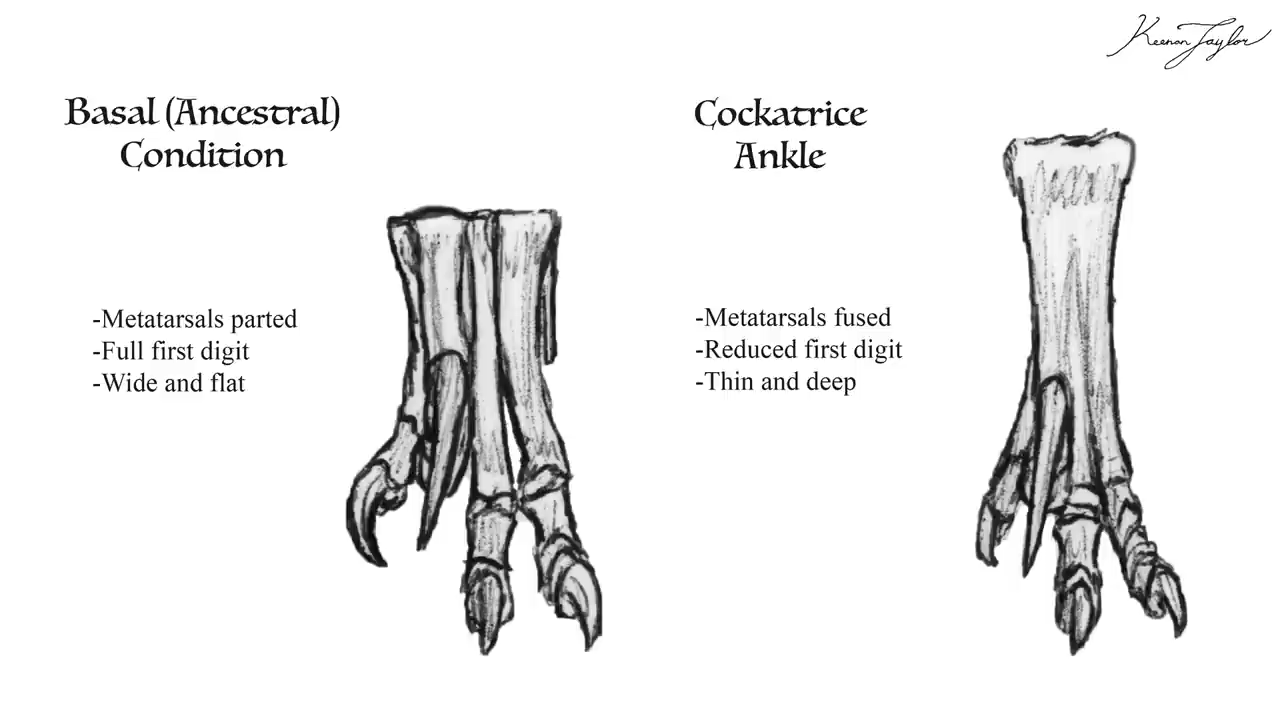 Keenan Taylor
Basal (Ancestral)
Condition
-Metatarsals parted
-Full first digit
-Wide and flat
Cockatrice
Ankle
-Metatarsals fused
-Reduced first digit
-Thin and deep